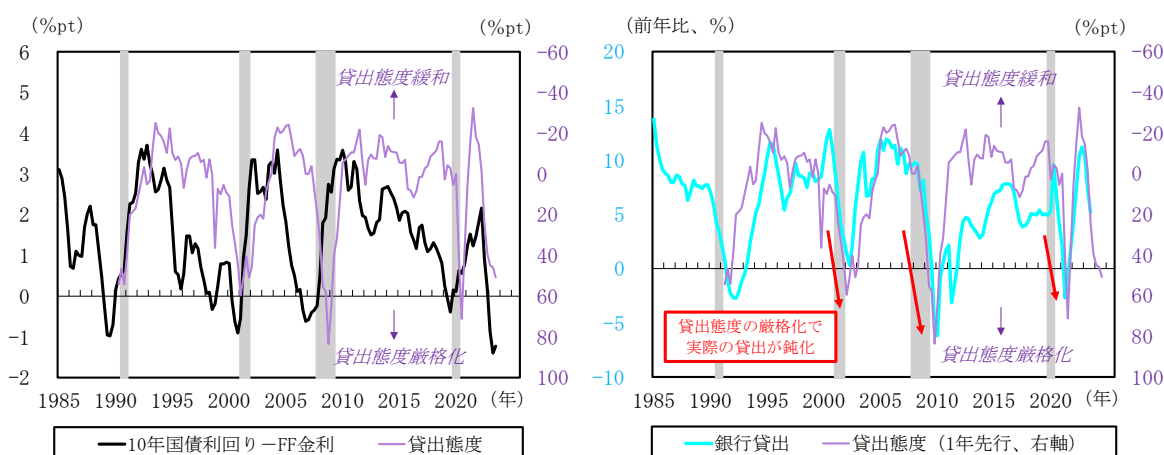 (%pt)
(%pt)
6
5
4
3
2
1
0
-1
-2
-60
-40
-20
0
20
40
60
80
100
貸出態度緩和
貸出態度厳格化
1985 1990 1995 2000 2005 2010 2015 2020 (年)
10年国債利回り－FF金利 貸出態度
(前年比、%)
(%pt)
20
15
10
5
0
-5
-10
-60
-40
-20
0
20
40
60
80
100
貸出態度緩和
貸出態度の厳格化で
実際の貸出が鈍化
貸出態度厳格化
1985 1990 1995 2000 2005 2010 2015 2020 (年)
銀行貸出 貸出態度（1年先行、右軸）